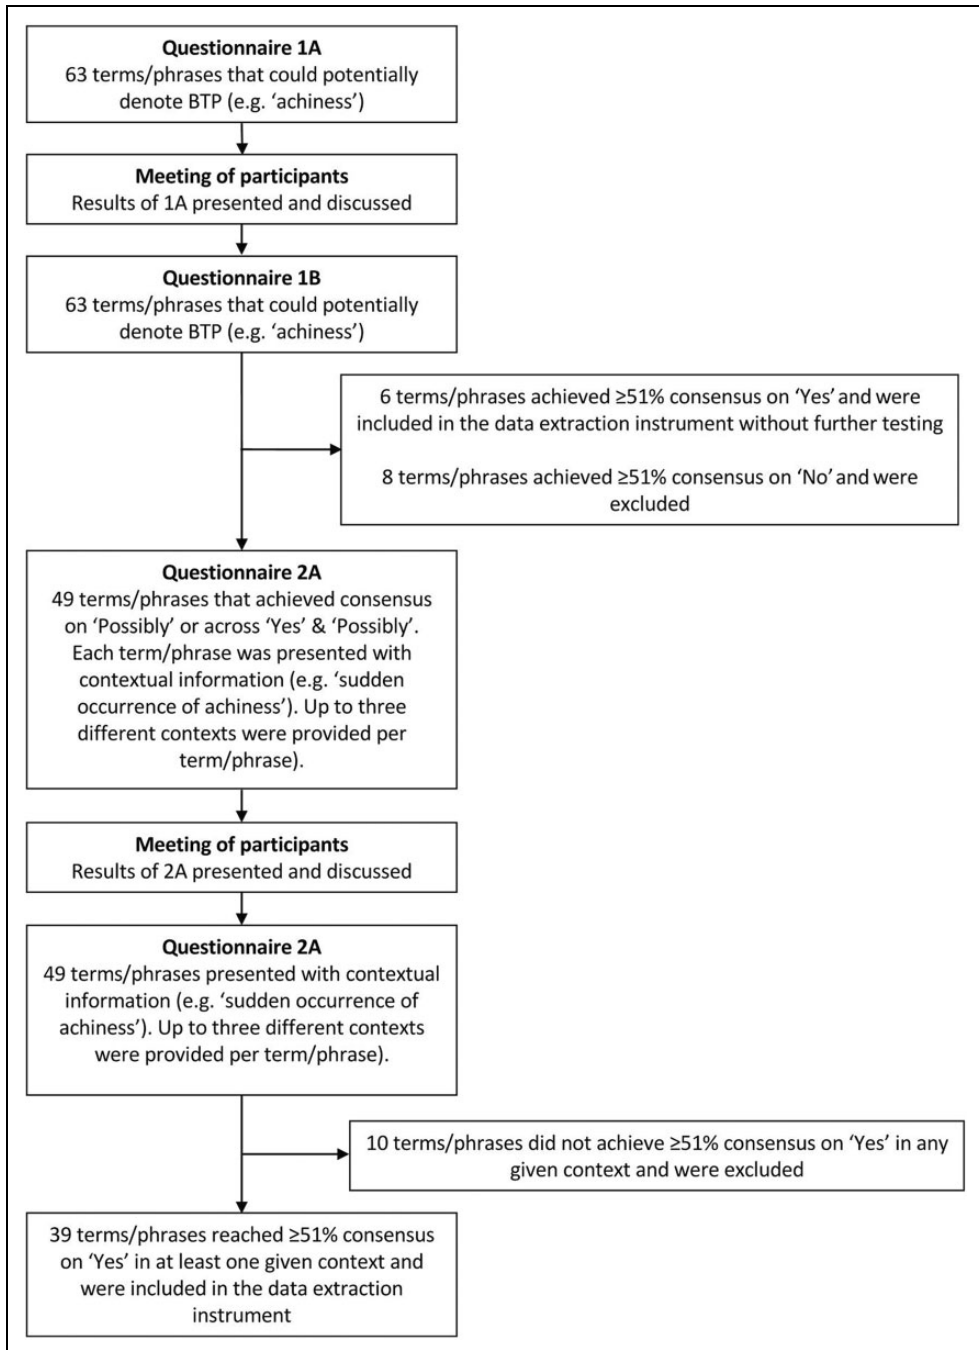 Questionnaire 1A
63 terms/phrases that could potentially
denote BTP (e.g. ‘achiness’)
Meeting of participants
Results of 1A presented and discussed
Questionnaire 1B
63 terms/phrases that could potentially
denote BTP (e.g. ‘achiness’)
6 terms/phrases achieved ≥51% consensus on ‘Yes’ and were
included in the data extraction instrument without further testing
8 terms/phrases achieved ≥51% consensus on ‘No’ and were
excluded
Questionnaire 2A
49 terms/phrases that achieved consensus
on ‘Possibly’ or across ‘Yes’ & ‘Possibly’.
Each term/phrase was presented with
contextual information (e.g. ‘sudden
occurrence of achiness’). Up to three
different contexts were provided per
term/phrase).
Meeting of participants
Results of 2A presented and discussed
Questionnaire 2A
49 terms/phrases presented with contextual
information (e.g. ‘sudden occurrence of
achiness’). Up to three different contexts
were provided per term/phrase).
10 terms/phrases did not achieve ≥51% consensus on ‘Yes’ in any
given context and were excluded
39 terms/phrases reached ≥51% consensus
on ‘Yes’ in at least one given context and
were included in the data extraction
instrument